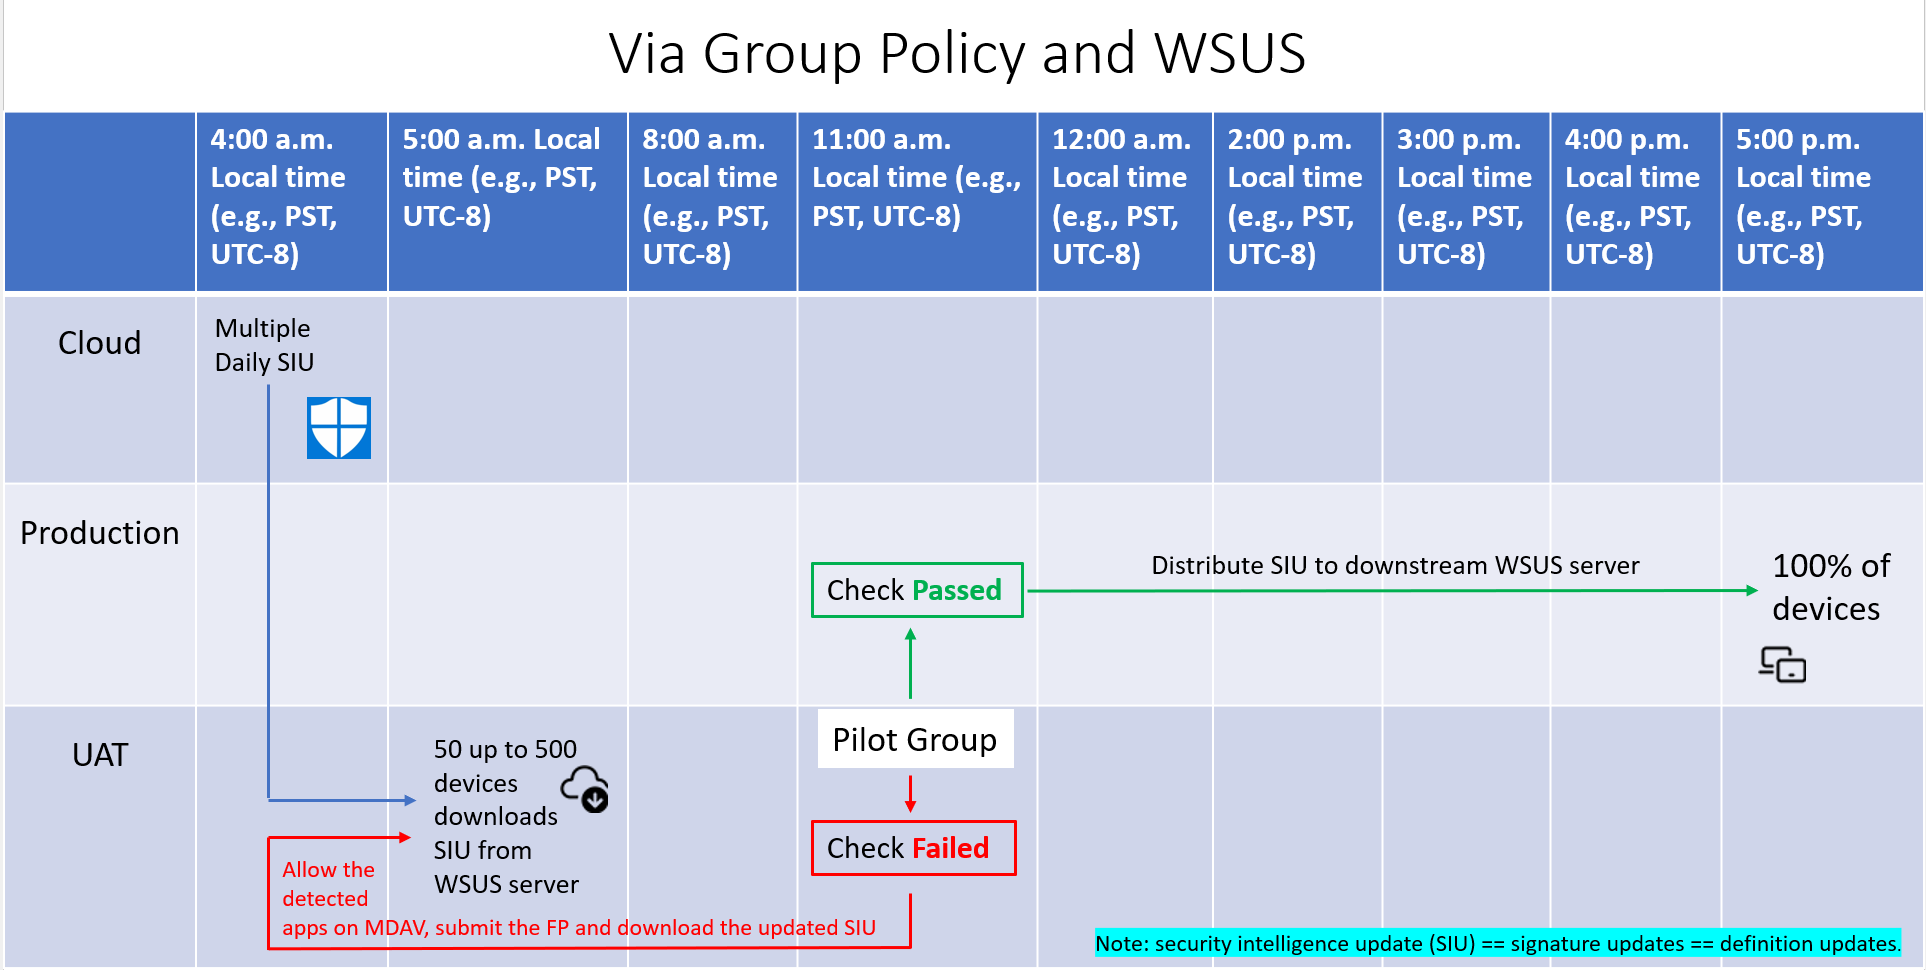 Via Group Policy and WSUS
4:00 a.m.
Local time
(e.g., PST,
UTC-8)
5:00 a.m. Local
time (e.g., PST,
UTC-8)
8:00 a.m.
Local time
(e.g., PST,
UTC-8)
11:00 a.m.
Local time (e.g.,
PST, UTC-8)
12:00 a.m.
Local time
(e.g., PST,
UTC-8)
2:00 p.m.
Local time
(e.g., PST,
UTC-8)
3:00 p.m.
Local time
(e.g., PST,
UTC-8)
4:00 p.m.
Local time
(e.g., PST,
UTC-8)
5:00 p.m.
Local time
(e.g., PST,
UTC-8)
Cloud
Multiple
Daily SIU
Production
Check Passed
Distribute SIU to downstream WSUS server
100% of
devices
UAT
50 up to 500
devices
downloads
SIU from
WSUS server
Pilot Group
Check Failed
Allow the
detected
apps on MDAV, submit the FP and download the updated SIU
Note: security intelligence update (SIU) == signature updates == definition updates.